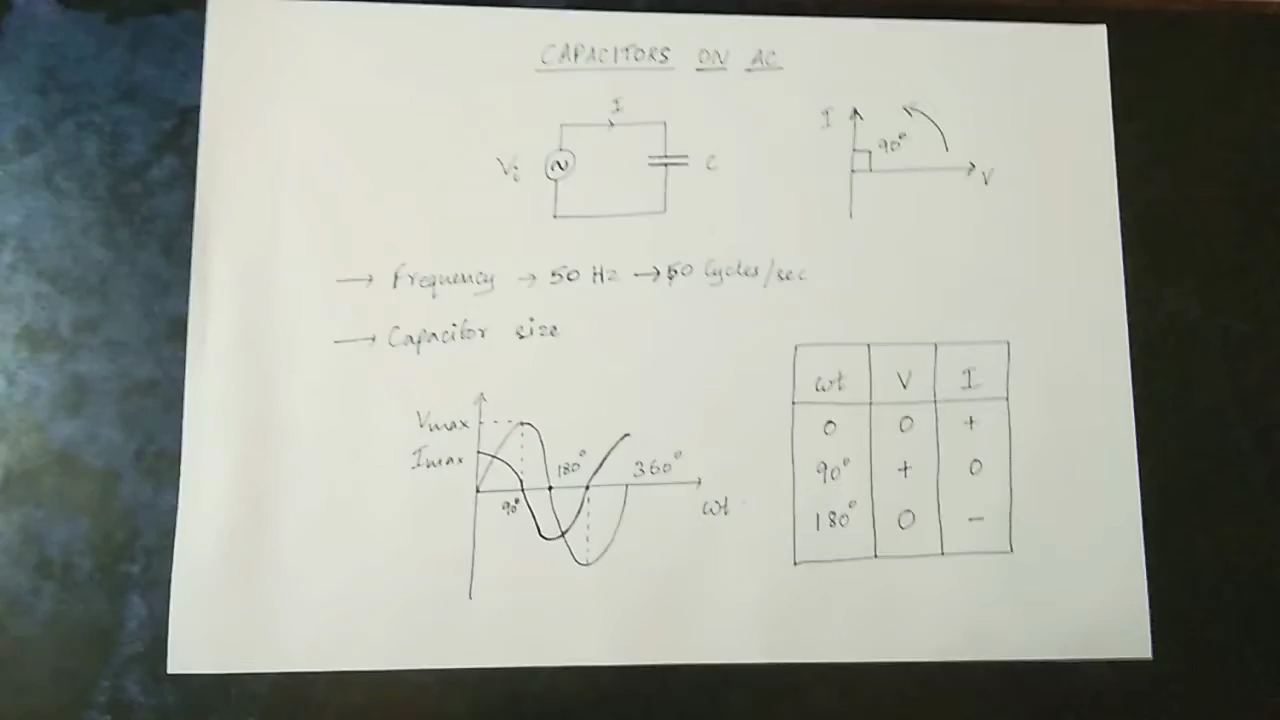 CAPACITORS ON AC
I
Vi
C
I
90°
V
→ Frequency → 50 Hz → 50 Cycles/sec
→ Capacitor size
Vmax
Imax
90°
180°
360°
ωt
ωt V I
0 0 +
90° + 0
180° 0 −